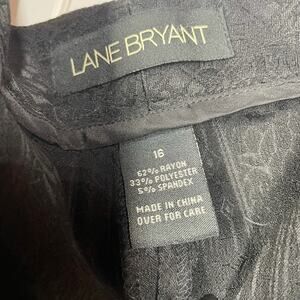 LANE BRYANT
16
62% RAYON
33% POLYESTER
5% SPANDEX
MADE IN CHINA
OVER FOR CARE